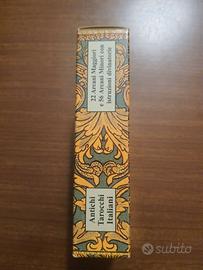 22 Arcani Maggiori
e 56 Arcani Minori con
istruzioni divinatorie
Antichi
Tarocchi
Italiani
subito